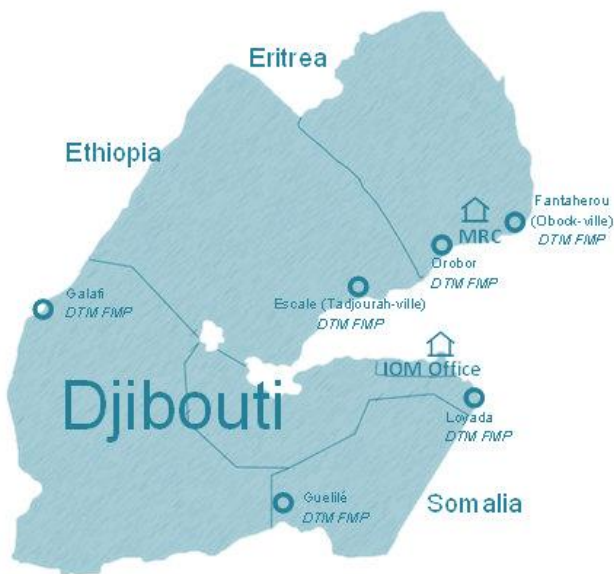 Eritrea
Ethiopia
Fantaherou
(Obock-ville)
DTM FMP
MRC
Orobor
DTM FMP
Galafi
DTM FMP
Escale (Tadjourah-ville)
DTM FMP
IOM Office
Djibouti
Loyada
DTM FMP
Guelilé
DTM FMP
Somalia